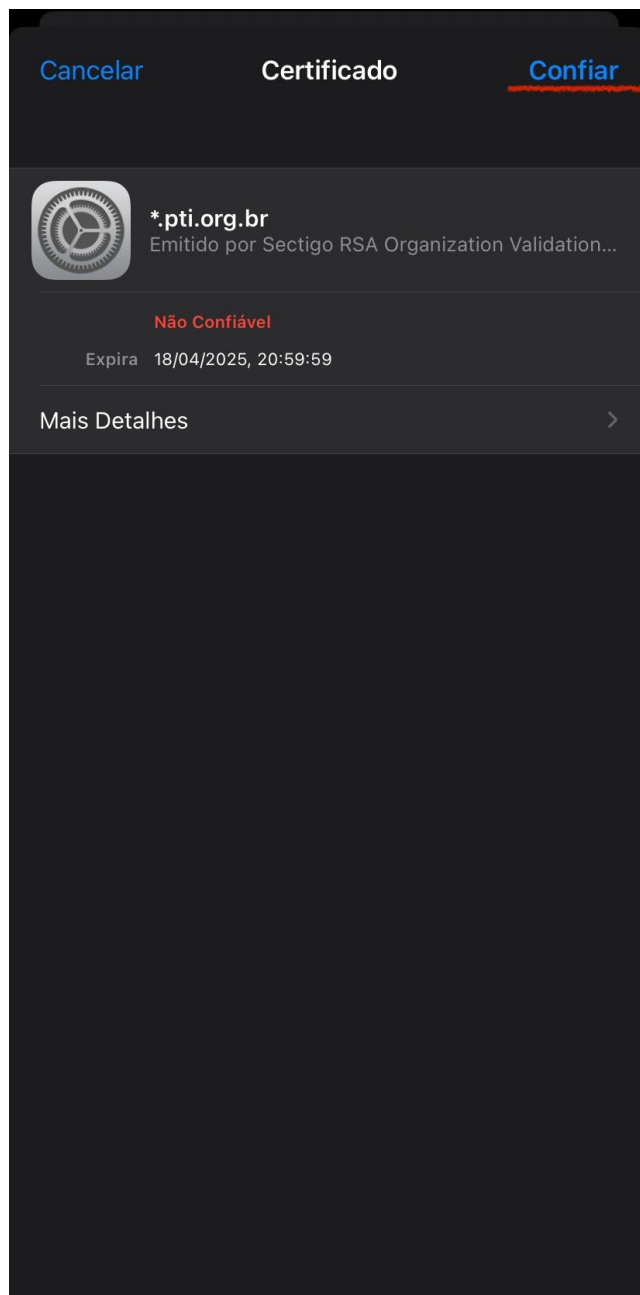 Cancelar Certificado Confiar
*.pti.org.br
Emitido por Sectigo RSA Organization Validation...
Não Confiável
Expira 18/04/2025, 20:59:59
Mais Detalhes